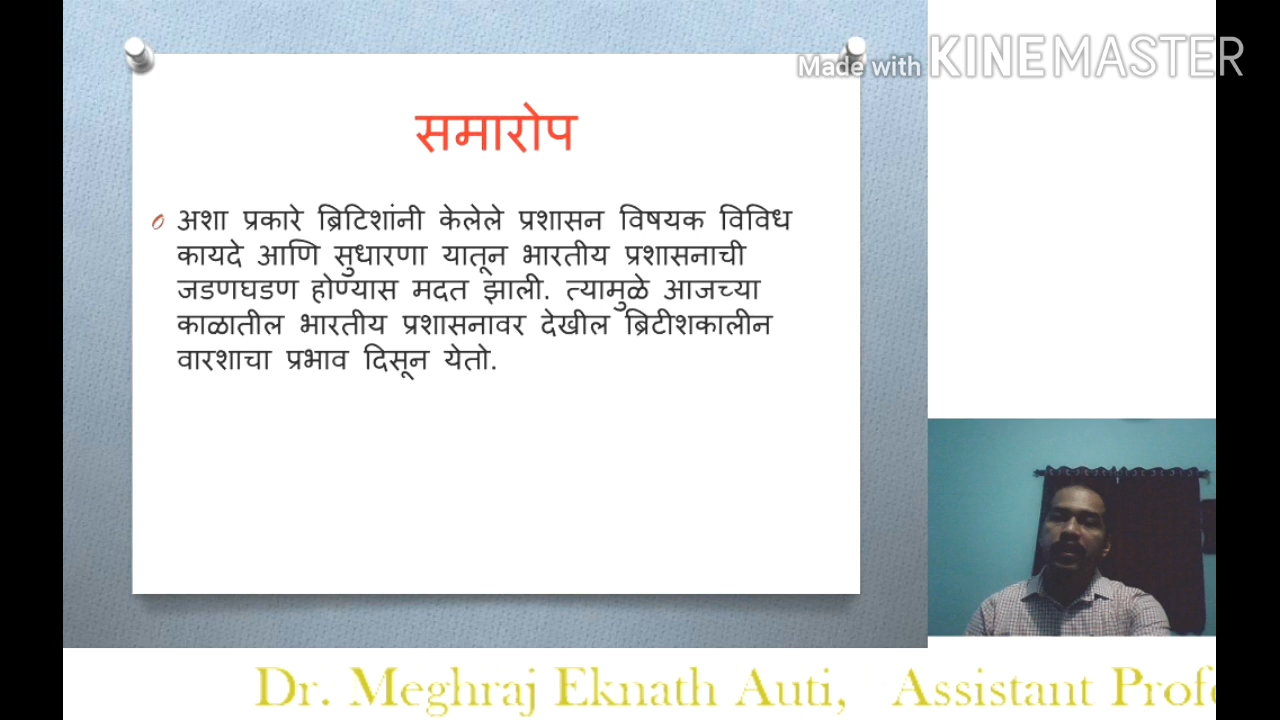 Made with KINEMASTER
समारोप
अशा प्रकारे ब्रिटिशांनी केलेले प्रशासन विषयक विविध
कायदे आणि सुधारणा यातून भारतीय प्रशासनाची
जडणघडण होण्यास मदत झाली. त्यामुळे आजच्या
काळातील भारतीय प्रशासनावर देखील ब्रिटीशकालीन
वारशाचा प्रभाव दिसून येतो.
Dr. Meghraj Eknath Auti, Assistant Profe